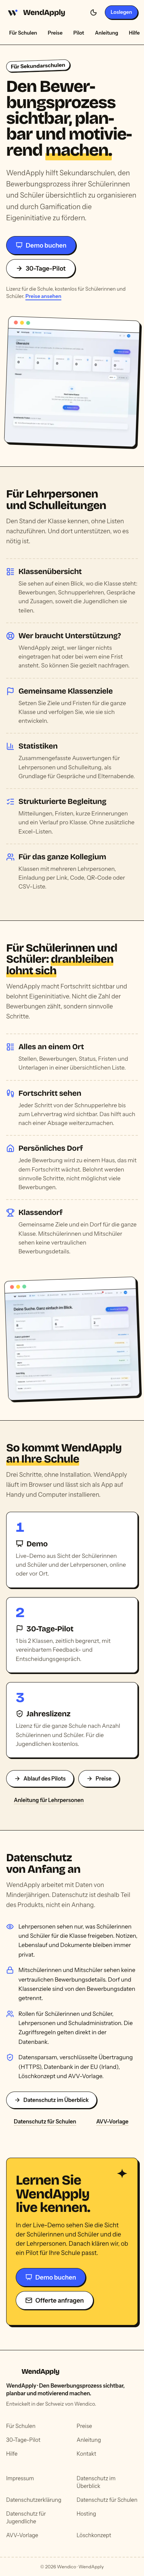 WendApply
Loslegen
Für Schulen
Preise
Pilot
Anleitung
Hilfe
Für Sekundarschulen
Den Bewer-
bungsprozess
sichtbar, plan-
bar und motivie-
rend machen.
WendApply hilft Sekundarschulen, den
Bewerbungsprozess ihrer Schülerinnen
und Schüler übersichtlich zu organisieren
und durch Gamification die
Eigeninitiative zu fördern.
Demo buchen
30-Tage-Pilot
Lizenz für die Schule, kostenlos für Schülerinnen und
Schüler. Preise ansehen
Für Lehrpersonen
und Schulleitungen
Den Stand der Klasse kennen, ohne Listen
nachzuführen. Und dort unterstützen, wo es
nötig ist.
Klassenübersicht
Sie sehen auf einen Blick, wo die Klasse steht:
Bewerbungen, Schnupperlehren, Gespräche
und Zusagen, soweit die Jugendlichen sie
teilen.
Wer braucht Unterstützung?
WendApply zeigt, wer länger nichts
eingetragen hat oder bei wem eine Frist
ansteht. So können Sie gezielt nachfragen.
Gemeinsame Klassenziele
Setzen Sie Ziele und Fristen für die ganze
Klasse und verfolgen Sie, wie sie sich
entwickeln.
Statistiken
Zusammengefasste Auswertungen für
Lehrpersonen und Schulleitung, als
Grundlage für Gespräche und Elternabende.
Strukturierte Begleitung
Mitteilungen, Fristen, kurze Erinnerungen
und ein Verlauf pro Klasse. Ohne zusätzliche
Excel-Listen.
Für das ganze Kollegium
Klassen mit mehreren Lehrpersonen,
Einladung per Link, Code, QR-Code oder
CSV-Liste.
Für Schülerinnen und
Schüler: dranbleiben
lohnt sich
WendApply macht Fortschritt sichtbar und
belohnt Eigeninitiative. Nicht die Zahl der
Bewerbungen zählt, sondern sinnvolle
Schritte.
Alles an einem Ort
Stellen, Bewerbungen, Status, Fristen und
Unterlagen in einer übersichtlichen Liste.
Fortschritt sehen
Jeder Schritt von der Schnupperlehre bis
zum Lehrvertrag wird sichtbar. Das hilft auch
nach einer Absage weiterzumachen.
Persönliches Dorf
Jede Bewerbung wird zu einem Haus, das mit
dem Fortschritt wächst. Belohnt werden
sinnvolle Schritte, nicht möglichst viele
Bewerbungen.
Klassendorf
Gemeinsame Ziele und ein Dorf für die ganze
Klasse. Mitschülerinnen und Mitschüler
sehen keine vertraulichen
Bewerbungsdetails.
Deine Suche: Ganz einfach im Blick.
So kommt WendApply
an Ihre Schule
Drei Schritte, ohne Installation. WendApply
läuft im Browser und lässt sich als App auf
Handy und Computer installieren.
1
Demo
Live-Demo aus Sicht der Schülerinnen
und Schüler und der Lehrpersonen, online
oder vor Ort.
2
30-Tage-Pilot
1 bis 2 Klassen, zeitlich begrenzt, mit
vereinbartem Feedback- und
Entscheidungsgespräch.
3
Jahreslizenz
Lizenz für die ganze Schule nach Anzahl
Schülerinnen und Schüler. Für die
Jugendlichen kostenlos.
Ablauf des Pilots
Preise
Anleitung für Lehrpersonen
Datenschutz
von Anfang an
WendApply arbeitet mit Daten von
Minderjährigen. Datenschutz ist deshalb Teil
des Produkts, nicht ein Anhang.
Lehrpersonen sehen nur, was Schülerinnen
und Schüler für die Klasse freigeben. Notizen,
Lebenslauf und Dokumente bleiben immer
privat.
Mitschülerinnen und Mitschüler sehen keine
vertraulichen Bewerbungsdetails. Dorf und
Klassenziele sind von den Bewerbungsdaten
getrennt.
Rollen für Schülerinnen und Schüler,
Lehrpersonen und Schuladministration. Die
Zugriffsregeln gelten direkt in der
Datenbank.
Datensparsam, verschlüsselte Übertragung
(HTTPS), Datenbank in der EU (Irland),
Löschkonzept und AVV-Vorlage.
Datenschutz im Überblick
Datenschutz für Schulen
AVV-Vorlage
Lernen Sie
WendApply
live kennen.
In der Live-Demo sehen Sie die Sicht
der Schülerinnen und Schüler und die
der Lehrpersonen. Danach klären wir, ob
ein Pilot für Ihre Schule passt.
Demo buchen
Offerte anfragen
WendApply
WendApply · Den Bewerbungsprozess sichtbar,
planbar und motivierend machen.
Entwickelt in der Schweiz von Wendico.
Für Schulen
Preise
30-Tage-Pilot
Anleitung
Hilfe
Kontakt
Impressum
Datenschutz im
Überblick
Datenschutzerklärung
Datenschutz für Schulen
Datenschutz für
Jugendliche
Hosting
AVV-Vorlage
Löschkonzept
© 2026 Wendico · WendApply